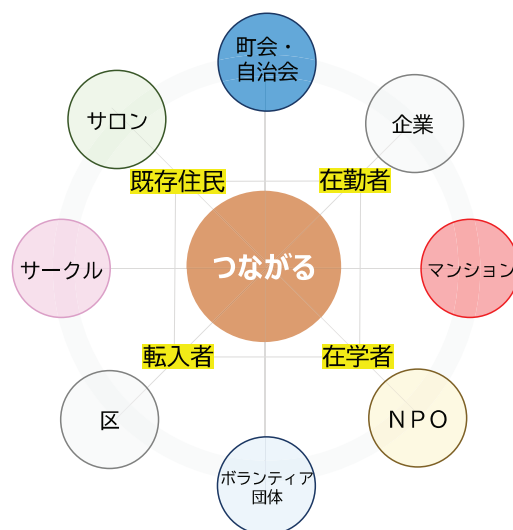 町会・
自治会
サロン
企業
既存住民
在勤者
サークル
つながる
マンション
転入者
在学者
区
ＮＰＯ
ボランティア
団体